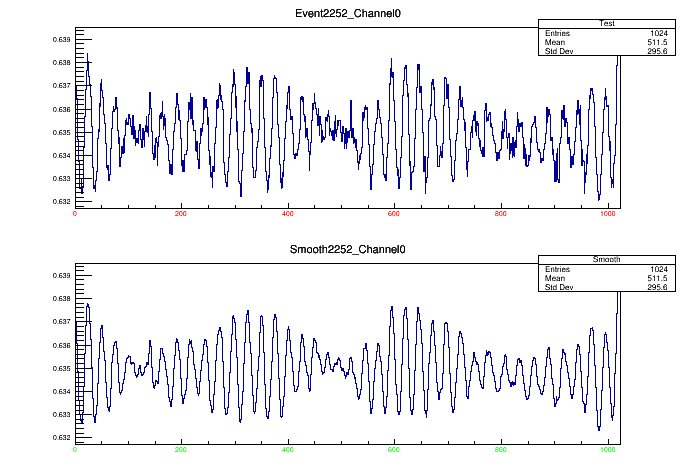 Event2252_Channel0
Test
Entries 1024
Mean 511.5
Std Dev 295.6
0.639
0.638
0.637
0.636
0.635
0.634
0.633
0.632
0 200 400 600 800 1000
Smooth2252_Channel0
Smooth
Entries 1024
Mean 511.5
Std Dev 295.6
0.639
0.638
0.637
0.636
0.635
0.634
0.633
0.632
0 200 400 600 800 1000